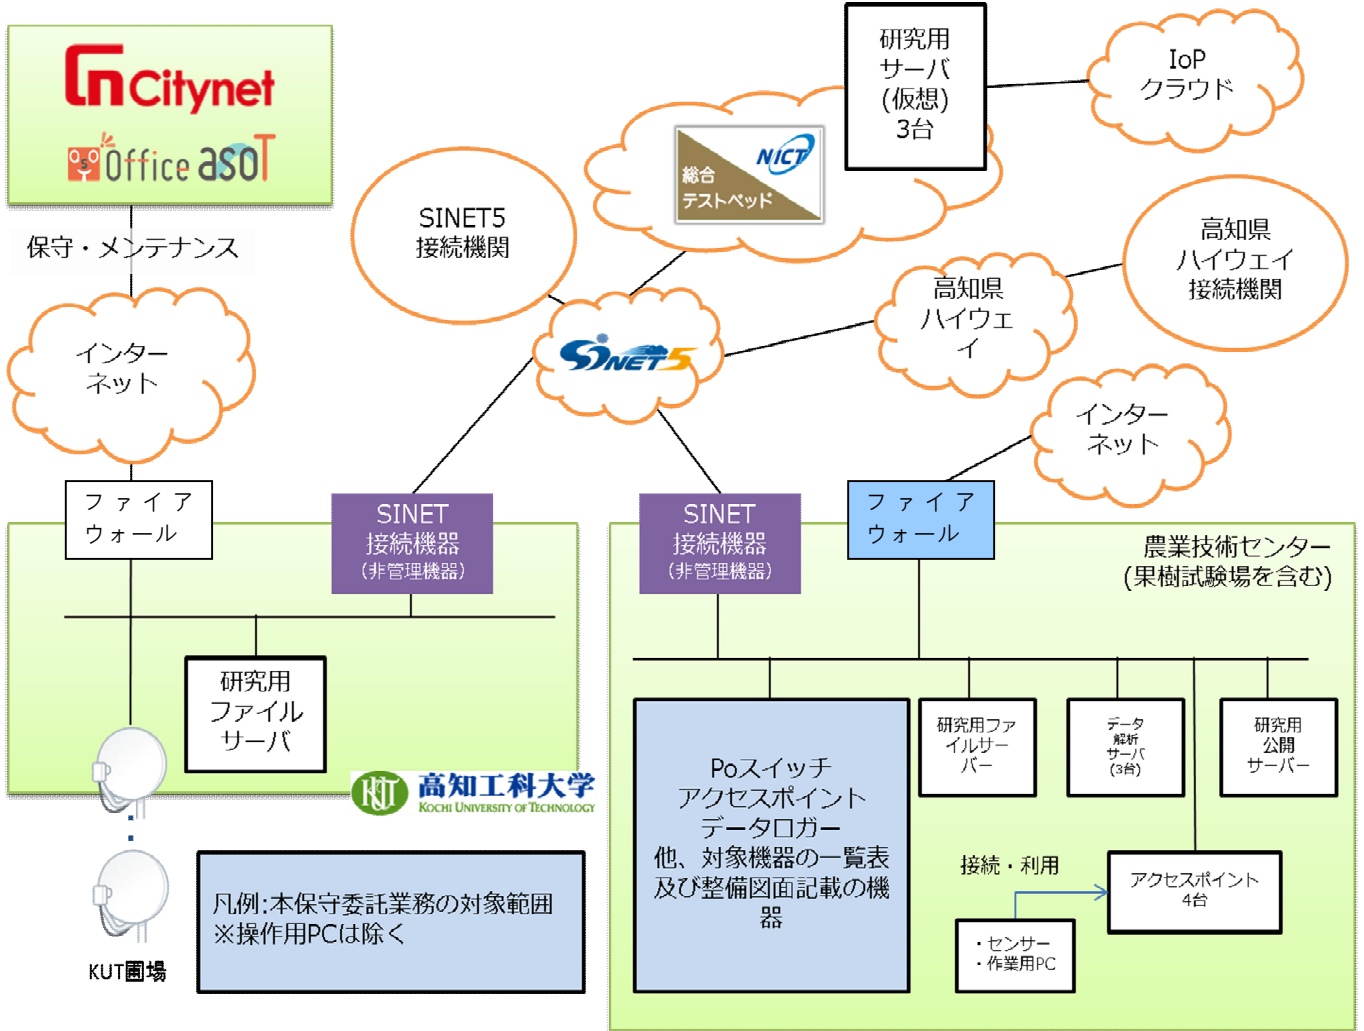 Citynet
Office asoT
保守・メンテナンス
インター
ネット
ファイア
ウォール
SINET
接続機器
(非管理機器)
研究用
ファイル
サーバ
高知工科大学
KOCHI UNIVERSITY OF TECHNOLOGY
KUT圃場
凡例:本保守委託業務の対象範囲
※操作用PCは除く
SINET5
接続機関
総合
テストベッド
NICT
研究用
サーバ
(仮想)
3台
IoP
クラウド
SINET5
高知県
ハイウェ
イ
高知県
ハイウェイ
接続機関
インター
ネット
SINET
接続機器
(非管理機器)
ファイア
ウォール
農業技術センター
(果樹試験場を含む)
Poスイッチ
アクセスポイント
データロガー
他、対象機器の一覧表
及び整備図面記載の機
器
研究用ファ
イルサー
バー
データ
解析
サーバ
(3台)
研究用
公開
サーバー
接続・利用
アクセスポイント
4台
・センサー
・作業用PC